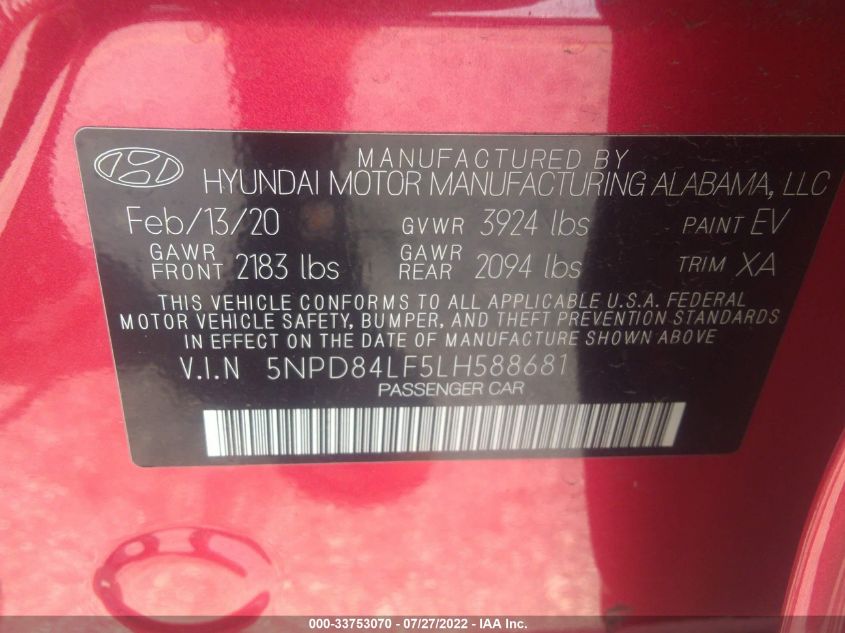 MANUFACTURED BY
HYUNDAI MOTOR MANUFACTURING ALABAMA, LLC
Feb/13/20 GVWR 3924 lbs PAINT EV
GAWR FRONT 2183 lbs GAWR REAR 2094 lbs TRIM XA
THIS VEHICLE CONFORMS TO ALL APPLICABLE U.S.A. FEDERAL
MOTOR VEHICLE SAFETY, BUMPER, AND THEFT PREVENTION STANDARDS
IN EFFECT ON THE DATE OF MANUFACTURE SHOWN ABOVE.
V.I.N 5NPD84LF5LH588681
PASSENGER CAR
000-33753070 - 07/27/2022 - IAA Inc.